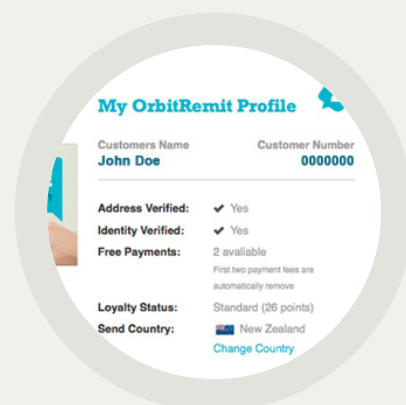 My OrbitRemit Profile
Customers Name Customer Number
John Doe 0000000
Address Verified: ✔ Yes
Identity Verified: ✔ Yes
Free Payments: 2 avaliable
First two payment fees are
automatically remove
Loyalty Status: Standard (26 points)
Send Country: New Zealand
Change Country